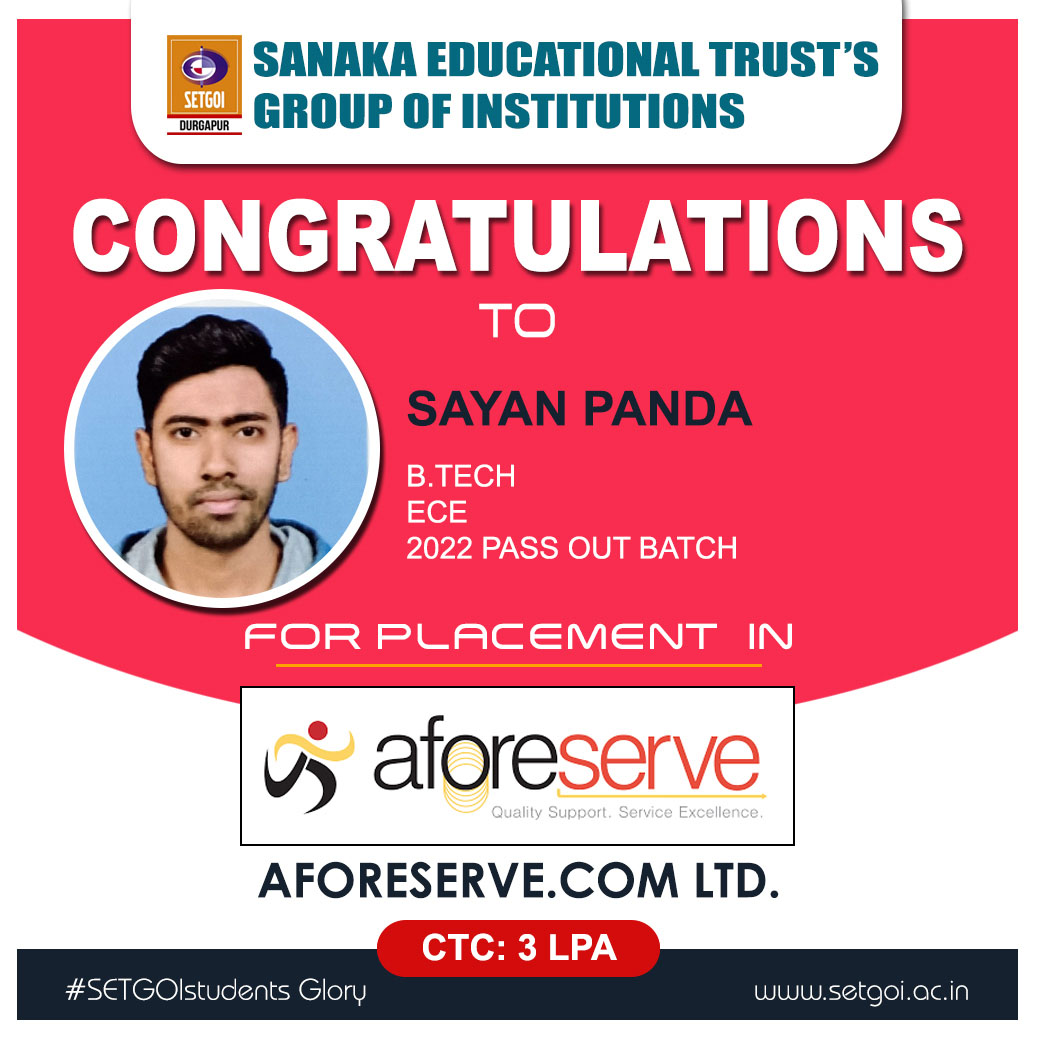 SETGOI
DURGAPUR
SANAKA EDUCATIONAL TRUST'S
GROUP OF INSTITUTIONS
CONGRATULATIONS
TO
SAYAN PANDA
B.TECH
ECE
2022 PASS OUT BATCH
FOR PLACEMENT IN
aforeserve
Quality Support. Service Excellence.
AFORESERVE.COM LTD.
CTC: 3 LPA
#SETGOIstudents Glory
www.setgoi.ac.in